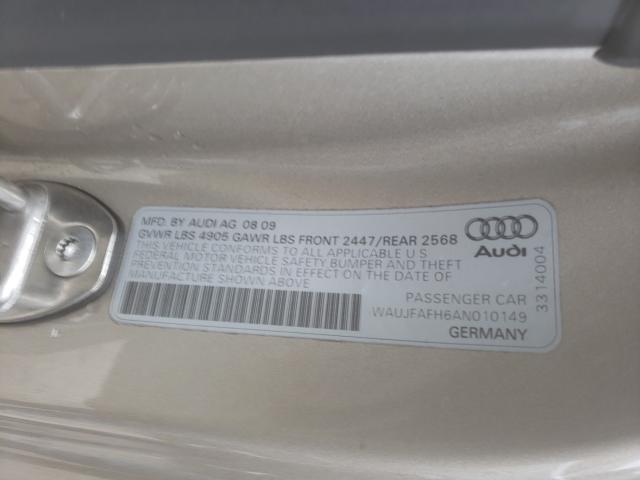 MFD. BY AUDI AG 08 09
GVWR LBS 4905 GAWR LBS FRONT 2447/REAR 2568
THIS VEHICLE CONFORMS TO ALL APPLICABLE U S
FEDERAL MOTOR VEHICLE SAFETY BUMPER AND THEFT
PREVENTION STANDARDS IN EFFECT ON THE DATE OF
MANUFACTURE SHOWN ABOVE
Audi
PASSENGER CAR
WAUJFAFH6AN010149
GERMANY
3314004